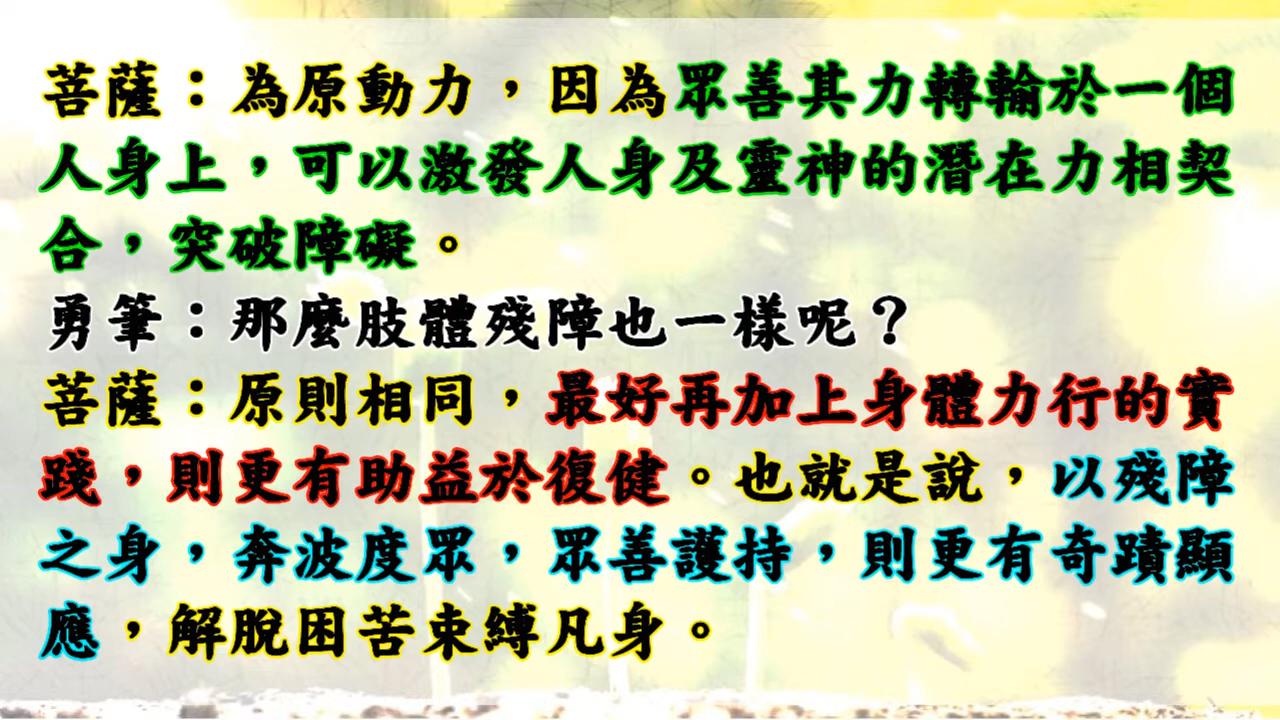 菩薩：為原動力，因為眾善其力轉輸於一個
人身上，可以激發人身及靈神的潛在力相契
合，突破障礙。
勇筆：那麼肢體殘障也一樣呢？
菩薩：原則相同，最好再加上身體力行的實
踐，則更有助益於復健。也就是說，以殘障
之身，奔波度眾，眾善護持，則更有奇蹟顯
應，解脫困苦束縛凡身。